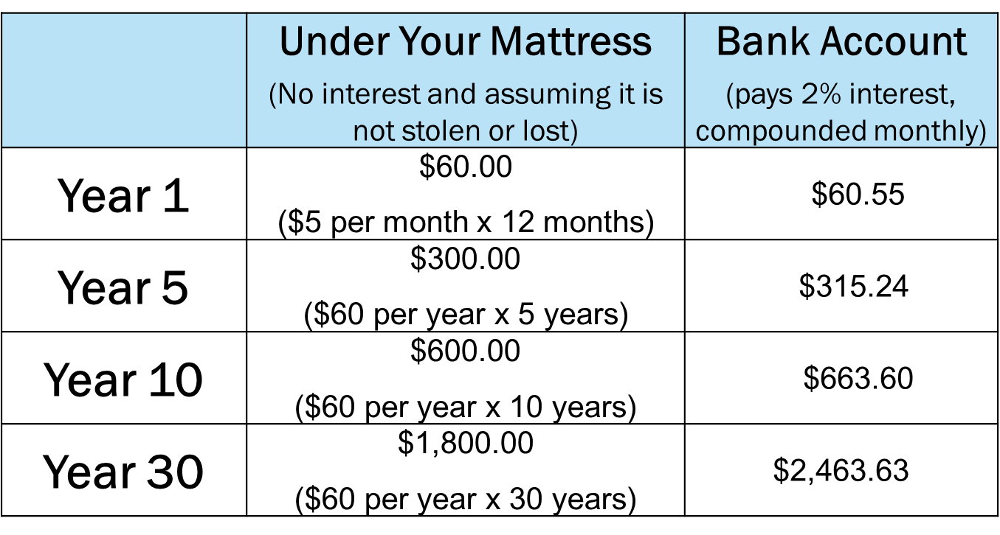 Under Your Mattress
(No interest and assuming it is
not stolen or lost)
Bank Account
(pays 2% interest,
compounded monthly)
Year 1
$60.00
($5 per month x 12 months)
$60.55
Year 5
$300.00
($60 per year x 5 years)
$315.24
Year 10
$600.00
($60 per year x 10 years)
$663.60
Year 30
$1,800.00
($60 per year x 30 years)
$2,463.63